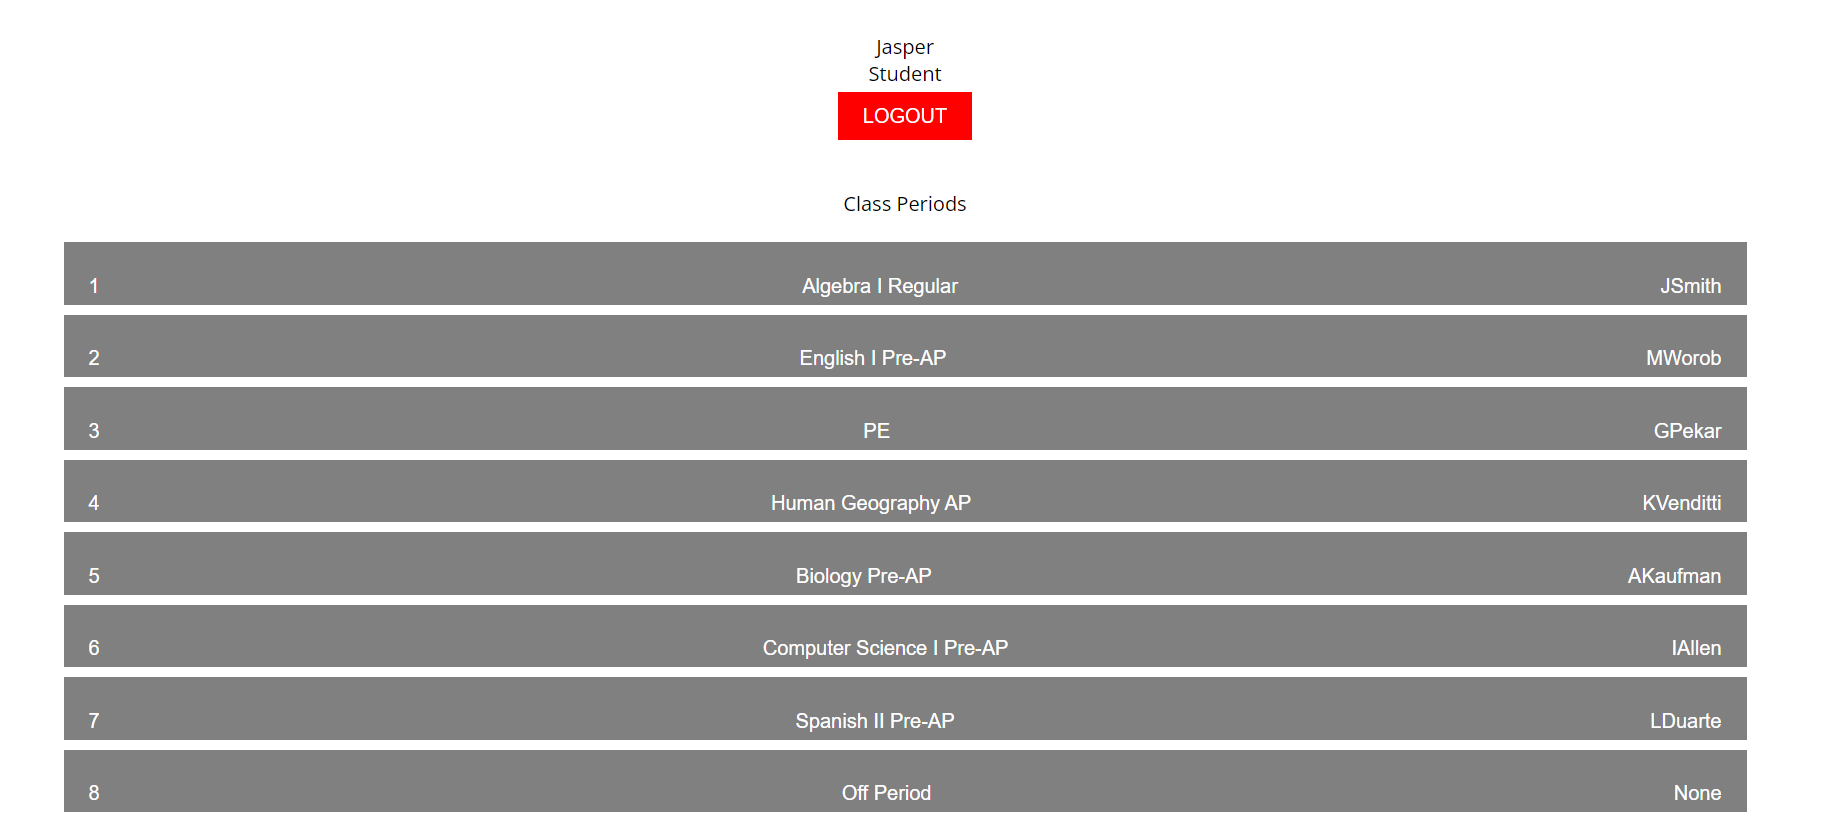 Jasper
Student
LOGOUT
Class Periods
1 Algebra I Regular JSmith
2 English I Pre-AP MWorob
3 PE GPekar
4 Human Geography AP KVenditti
5 Biology Pre-AP AKaufman
6 Computer Science I Pre-AP IAllen
7 Spanish II Pre-AP LDuarte
8 Off Period None